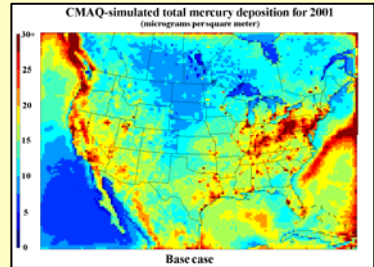 CMAQ-simulated total mercury deposition for 2001
(micrograms per square meter)
30+
25
20
15
10
5
0
Base case